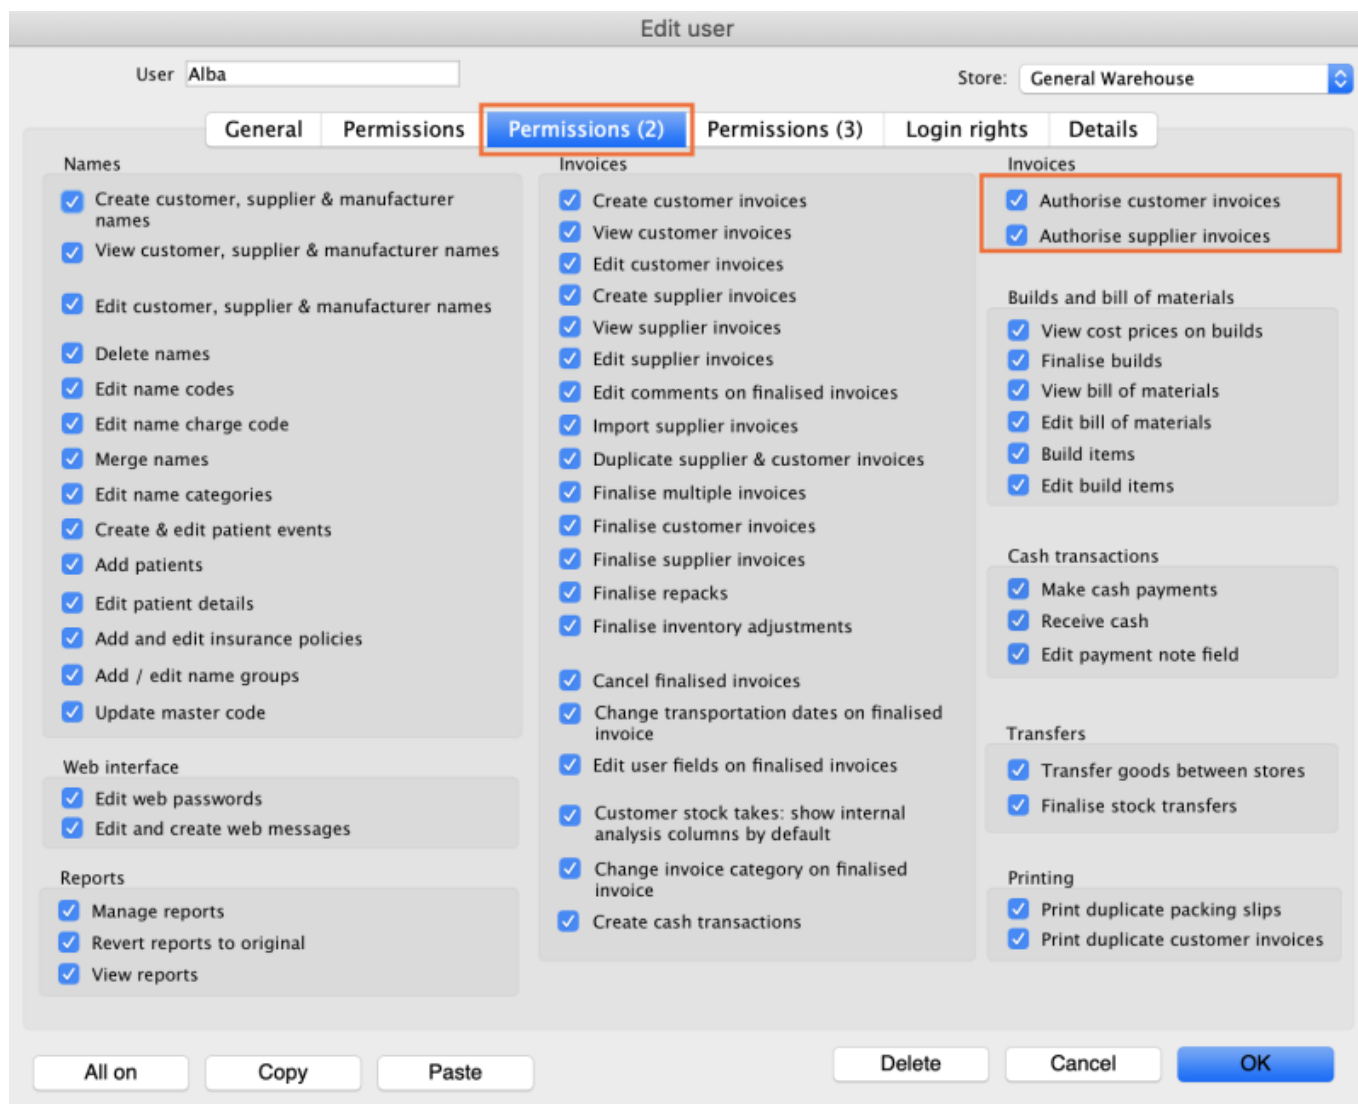 Edit user
User Alba
Store: General Warehouse
General Permissions Permissions (2) Permissions (3) Login rights Details
Names
Create customer, supplier & manufacturer
names
View customer, supplier & manufacturer names
Edit customer, supplier & manufacturer names
Delete names
Edit name codes
Edit name charge code
Merge names
Edit name categories
Create & edit patient events
Add patients
Edit patient details
Add and edit insurance policies
Add / edit name groups
Update master code
Web interface
Edit web passwords
Edit and create web messages
Reports
Manage reports
Revert reports to original
View reports
Invoices
Create customer invoices
View customer invoices
Edit customer invoices
Create supplier invoices
View supplier invoices
Edit supplier invoices
Edit comments on finalised invoices
Import supplier invoices
Duplicate supplier & customer invoices
Finalise multiple invoices
Finalise customer invoices
Finalise supplier invoices
Finalise repacks
Finalise inventory adjustments
Cancel finalised invoices
Change transportation dates on finalised
invoice
Edit user fields on finalised invoices
Customer stock takes: show internal
analysis columns by default
Change invoice category on finalised
invoice
Create cash transactions
Invoices
Authorise customer invoices
Authorise supplier invoices
Builds and bill of materials
View cost prices on builds
Finalise builds
View bill of materials
Edit bill of materials
Build items
Edit build items
Cash transactions
Make cash payments
Receive cash
Edit payment note field
Transfers
Transfer goods between stores
Finalise stock transfers
Printing
Print duplicate packing slips
Print duplicate customer invoices
All on Copy Paste Delete Cancel OK